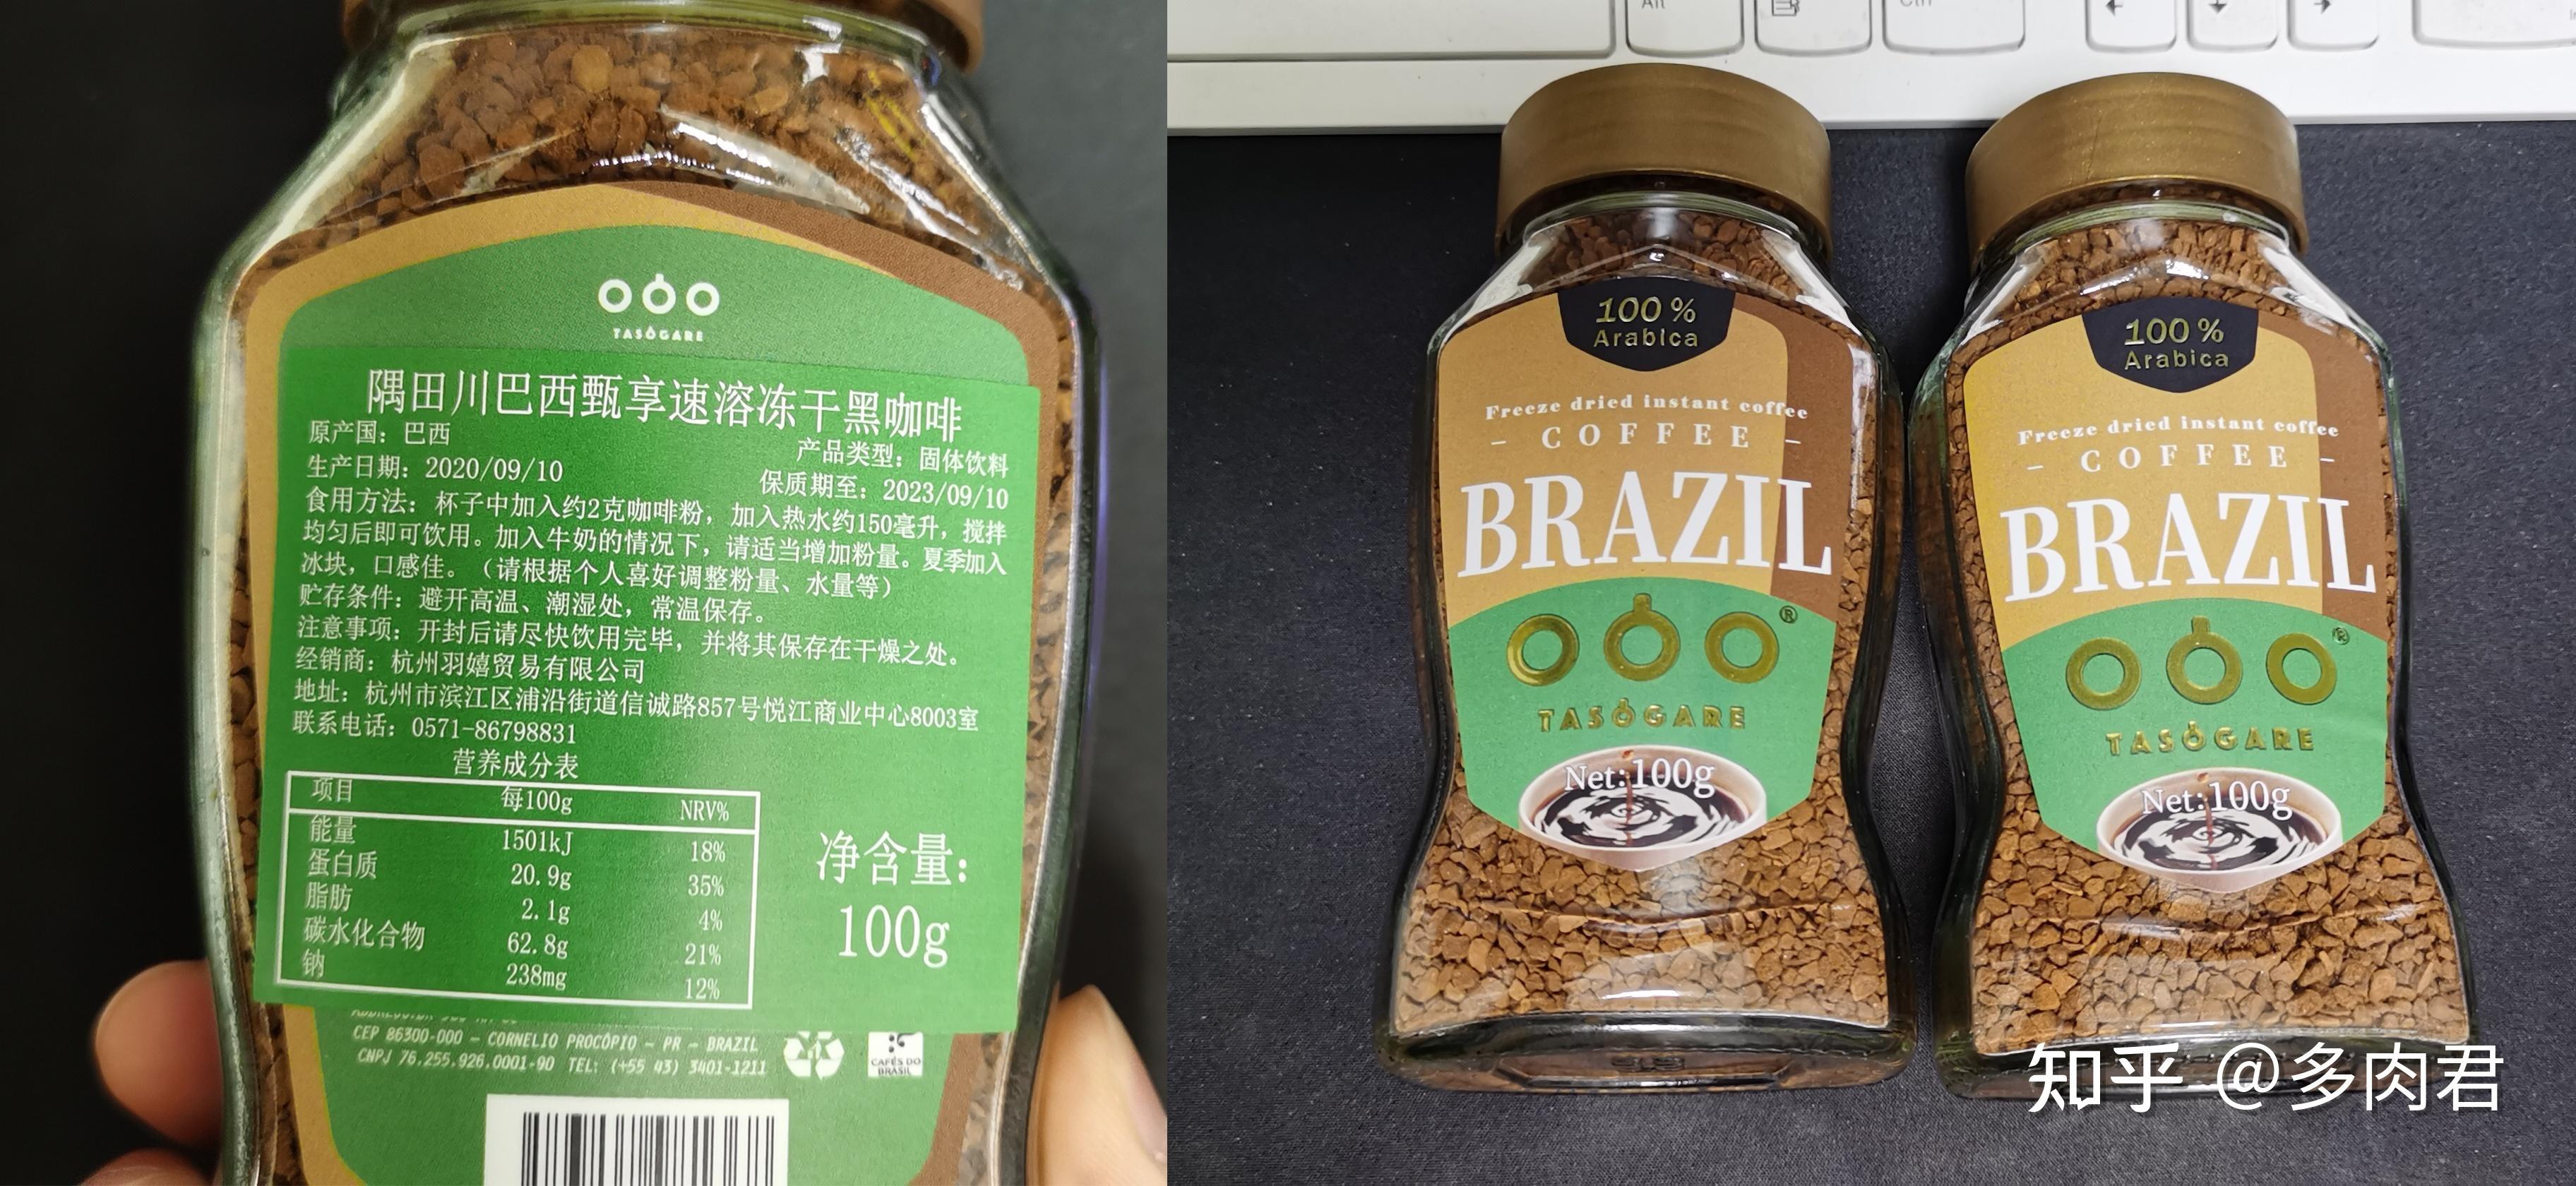 TASÓGARE
隅田川巴西甄享速溶冻干黑咖啡
原产国：巴西
产品类型：固体饮料
生产日期：2020/09/10
保质期至：2023/09/10
食用方法：杯子中加入约2克咖啡粉，加入热水约150毫升，搅拌
均匀后即可饮用。加入牛奶的情况下，请适当增加粉量。夏季加入
冰块，口感佳。（请根据个人喜好调整粉量、水量等）
贮存条件：避开高温、潮湿处，常温保存。
注意事项：开封后请尽快饮用完毕，并将其保存在干燥之处。
经销商：杭州羽嬉贸易有限公司
地址：杭州市滨江区浦沿街道信诚路857号悦江商业中心8003室
联系电话：0571-86798831
营养成分表
项目 每100g NRV%
能量 1501kJ 18%
蛋白质 20.9g 35%
脂肪 2.1g 4%
碳水化合物 62.8g 21%
钠 238mg 12%
净含量：
100g
CEP 86300-000 – CORNELIO PROCÓPIO – PR – BRAZIL
CNPJ 76.255.926.0001-90 TEL: (+55 43) 3401-1211
CAFÉS DO
BRASIL
Alt
Ctrl
100%
Arabica
Freeze dried instant coffee
– COFFEE –
BRAZIL
®
TASÓGARE
Net:100g
100%
Arabica
Freeze dried instant coffee
– COFFEE –
BRAZIL
®
TASÓGARE
Net:100g
知乎 @多肉君